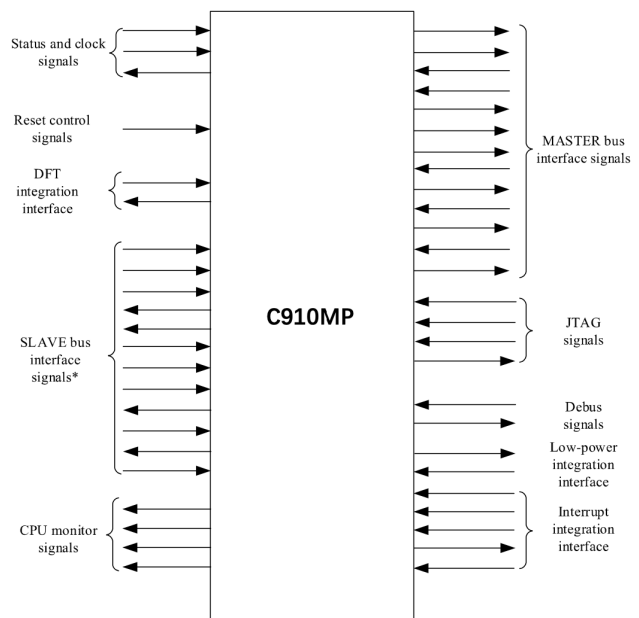 Status and clock
signals
Reset control
signals
DFT
integration
interface
SLAVE bus
interface
signals*
CPU monitor
signals
C910MP
MASTER bus
interface signals
JTAG
signals
Debus
signals
Low-power
integration
interface
Interrupt
integration
interface